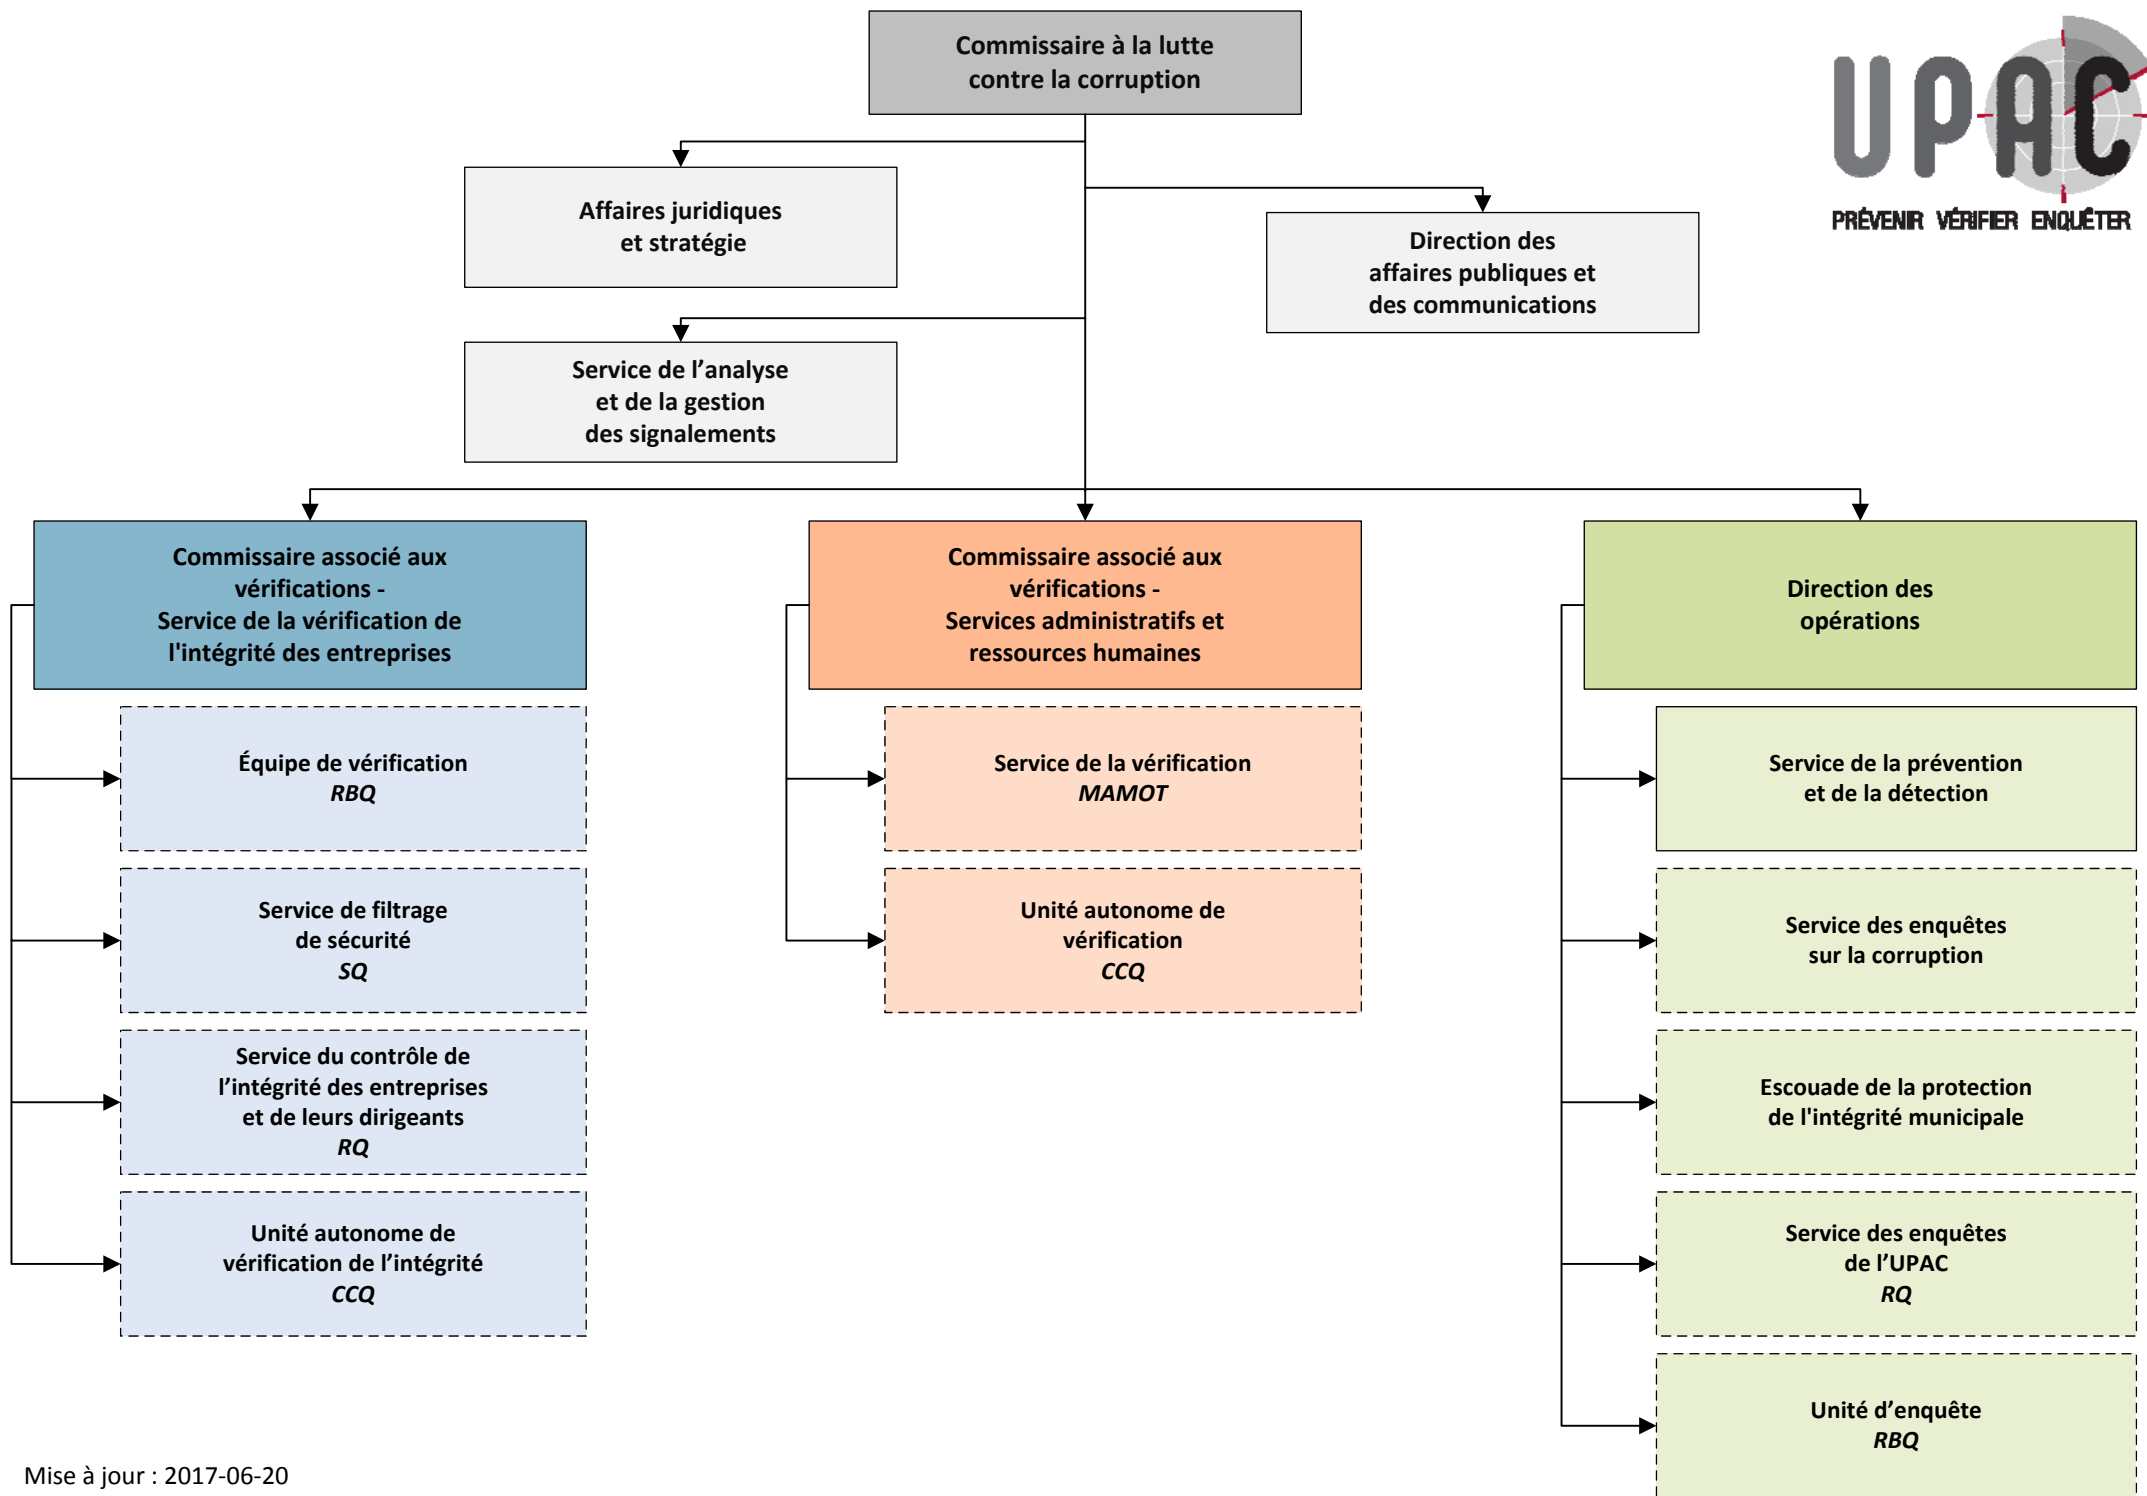 Commissaire à la lutte
contre la corruption
UPAC
PRÉVENIR VÉRIFIER ENQUÊTER
Affaires juridiques
et stratégie
Direction des
affaires publiques et
des communications
Service de l’analyse
et de la gestion
des signalements
Commissaire associé aux
vérifications -
Service de la vérification de
l'intégrité des entreprises
Équipe de vérification
RBQ
Service de filtrage
de sécurité
SQ
Service du contrôle de
l’intégrité des entreprises
et de leurs dirigeants
RQ
Unité autonome de
vérification de l’intégrité
CCQ
Commissaire associé aux
vérifications -
Services administratifs et
ressources humaines
Service de la vérification
MAMOT
Unité autonome de
vérification
CCQ
Direction des
opérations
Service de la prévention
et de la détection
Service des enquêtes
sur la corruption
Escouade de la protection
de l'intégrité municipale
Service des enquêtes
de l’UPAC
RQ
Unité d’enquête
RBQ
Mise à jour : 2017-06-20